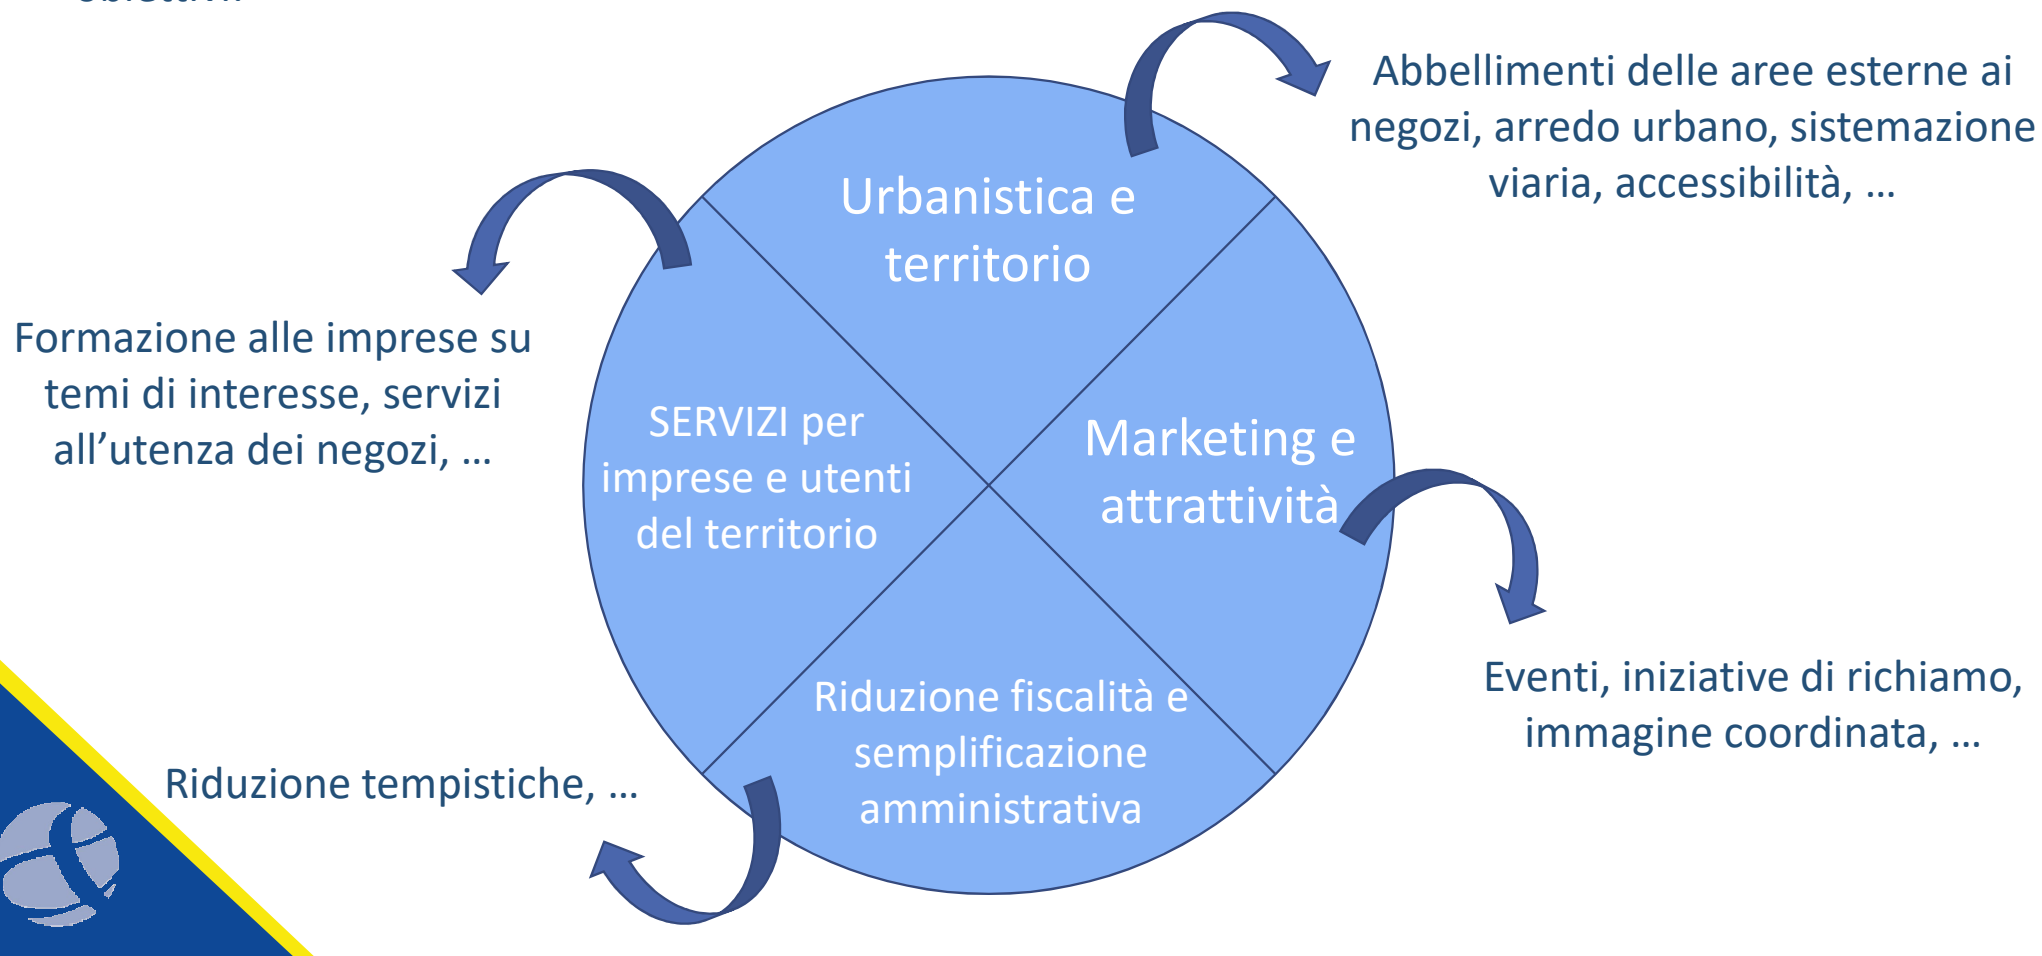 Abbellimenti delle aree esterne ai
negozi, arredo urbano, sistemazione
viaria, accessibilità, …
Urbanistica e
territorio
Formazione alle imprese su
temi di interesse, servizi
all’utenza dei negozi, …
SERVIZI per
imprese e utenti
del territorio
Marketing e
attrattività
Eventi, iniziative di richiamo,
immagine coordinata, …
Riduzione fiscalità e
semplificazione
amministrativa
Riduzione tempistiche, …